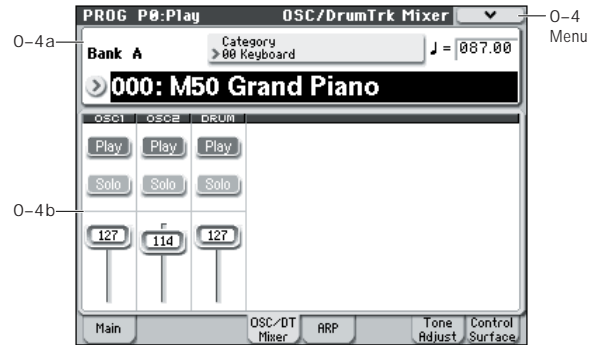 PROG P0:Play OSC/DrumTrk Mixer
0-4
Menu
0-4a
Bank A
Category
>00 Keyboard
♩ = 087.00
000: M50 Grand Piano
OSC1 OSC2 DRUM
Play Play Play
Solo Solo Solo
0-4b
127 114 127
Main OSC/DT Mixer ARP Tone Adjust Control Surface